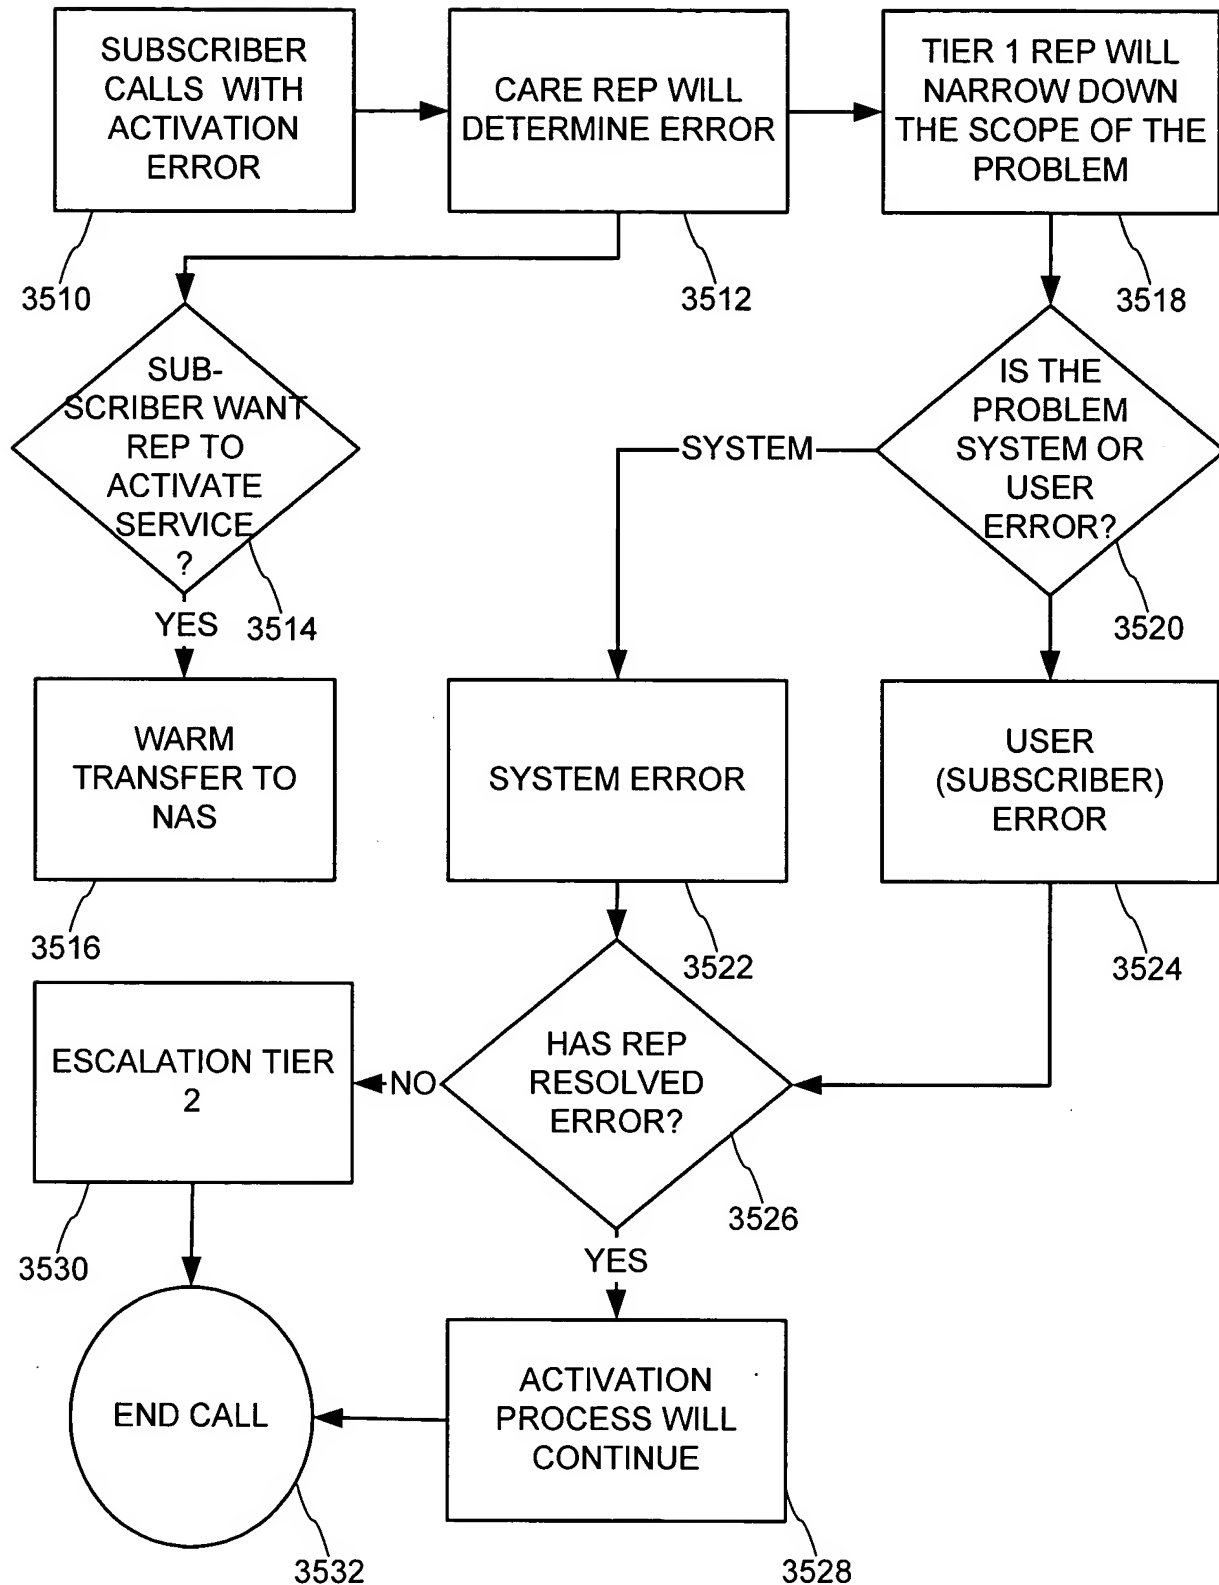 SUBSCRIBER
CALLS WITH
ACTIVATION
ERROR
3510
CARE REP WILL
DETERMINE ERROR
3512
TIER 1 REP WILL
NARROW DOWN
THE SCOPE OF THE
PROBLEM
3518
SUB-
SCRIBER WANT
REP TO
ACTIVATE
SERVICE
?
3514
YES
IS THE
PROBLEM
SYSTEM OR
USER
ERROR?
3520
SYSTEM
WARM
TRANSFER TO
NAS
3516
SYSTEM ERROR
3522
USER
(SUBSCRIBER)
ERROR
3524
ESCALATION TIER
2
3530
NO
HAS REP
RESOLVED
ERROR?
3526
YES
END CALL
3532
ACTIVATION
PROCESS WILL
CONTINUE
3528